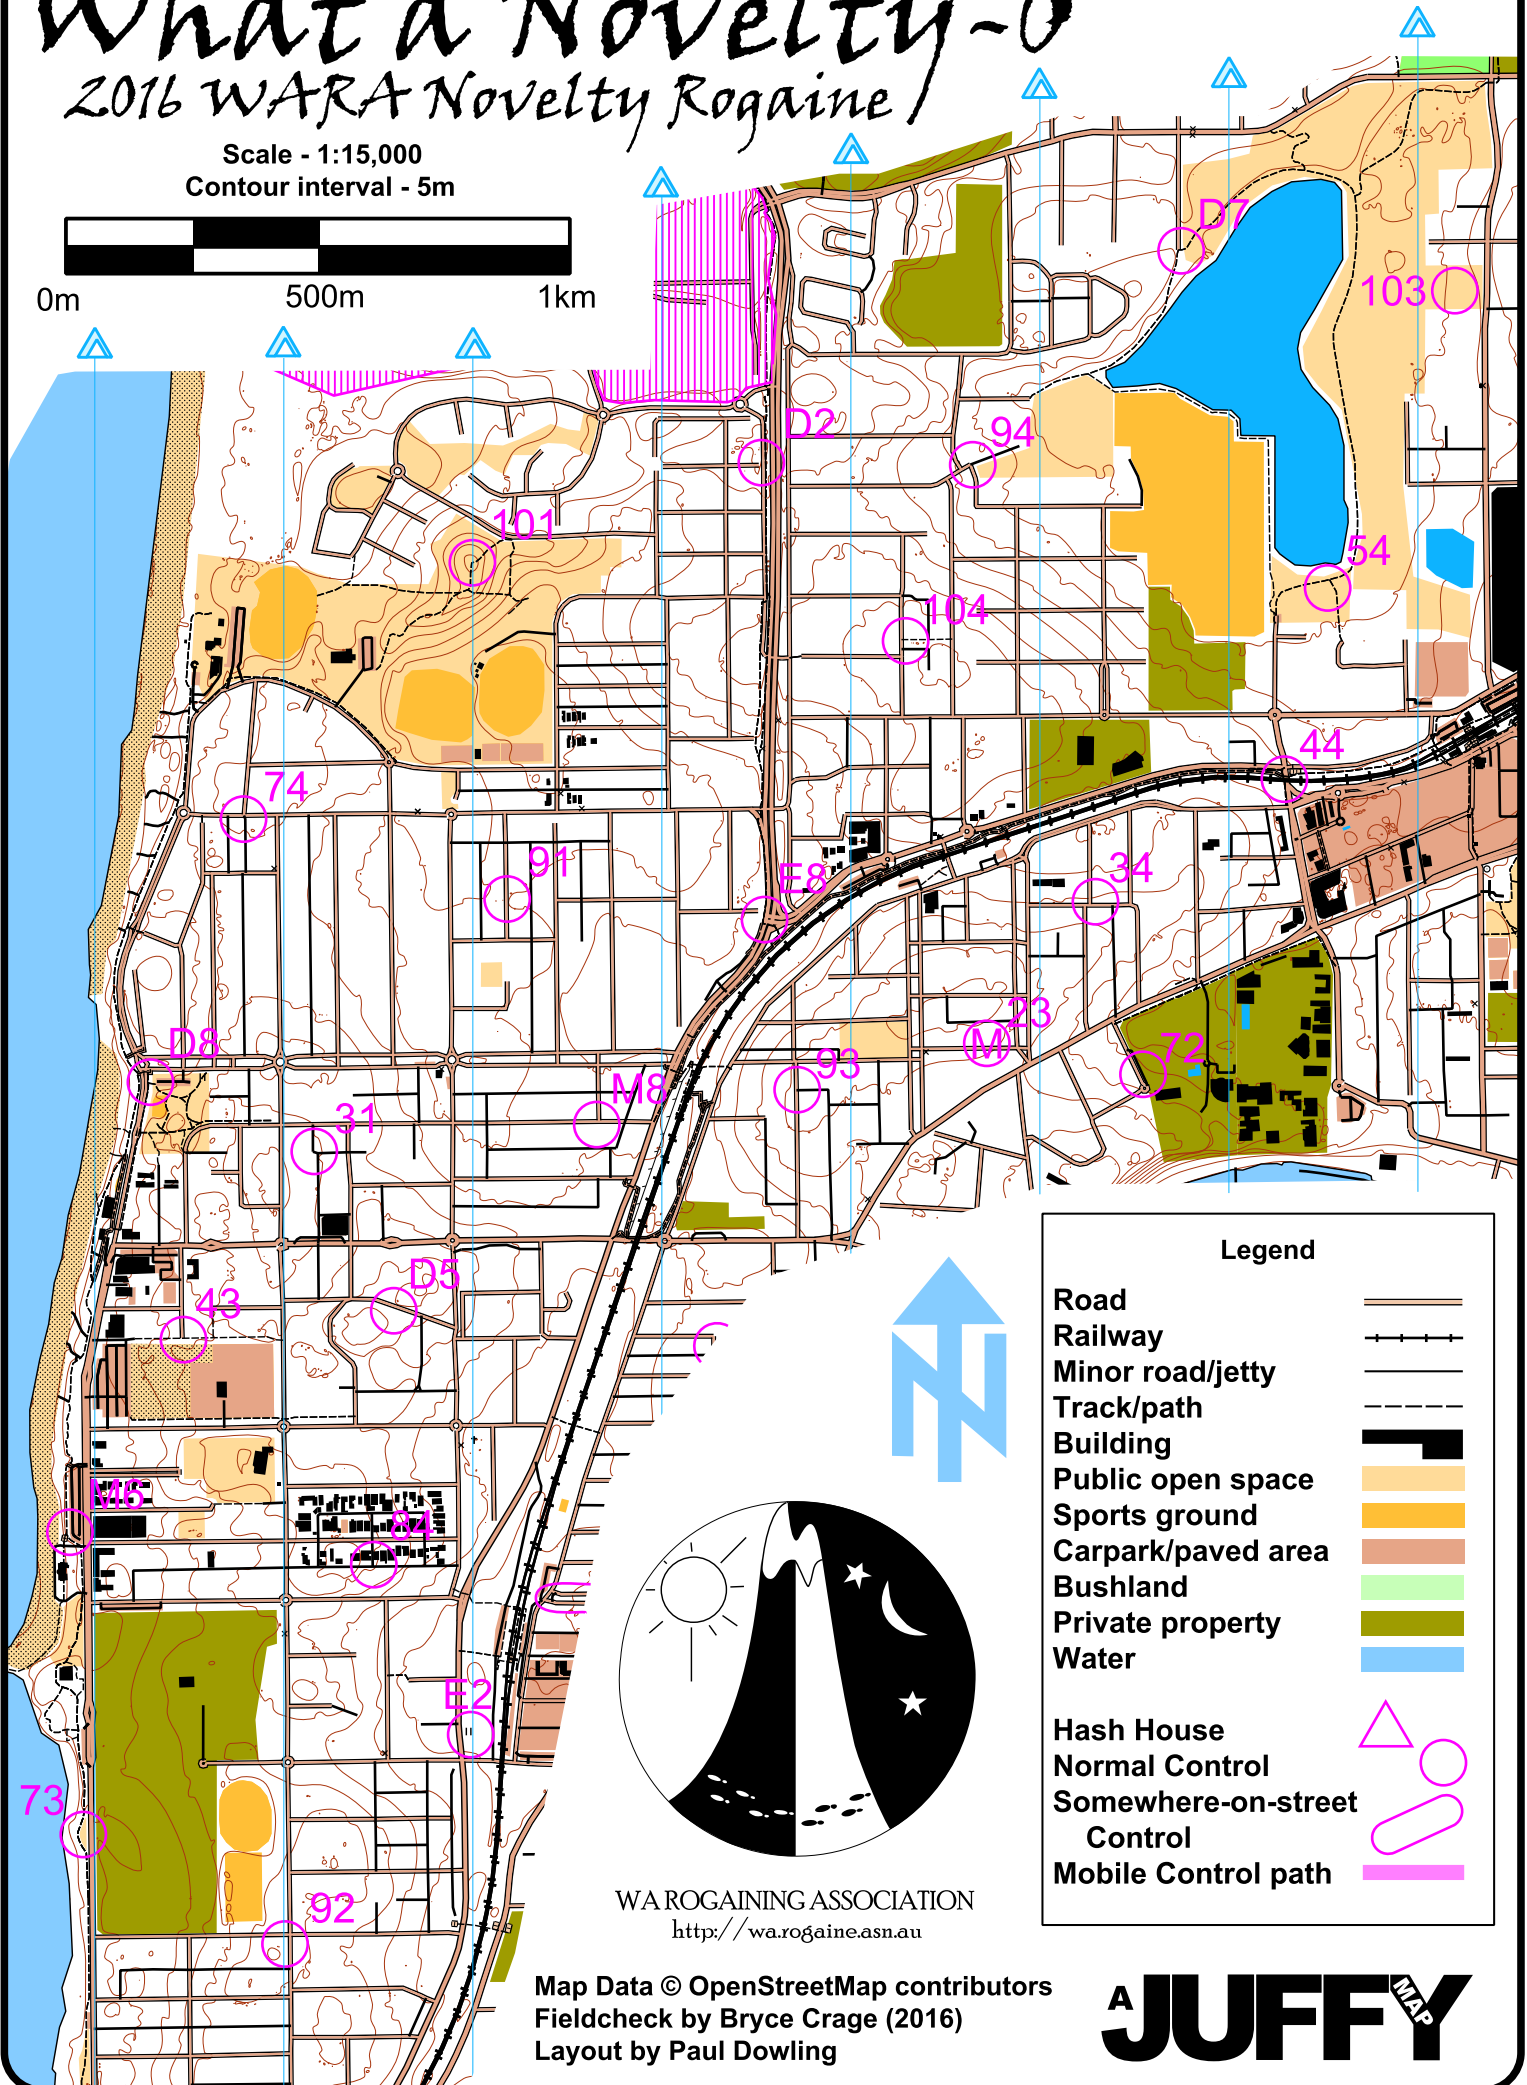 What a Novelty-O
2016 WARA Novelty Rogaine
Scale - 1:15,000
Contour interval - 5m
0m 500m 1km
D7
103
D2
94
101
54
104
44
74
91
E8
34
23
M
D8
93
72
M8
31
D5
43
M6
84
E2
73
92
Legend
Road
Railway
Minor road/jetty
Track/path
Building
Public open space
Sports ground
Carpark/paved area
Bushland
Private property
Water
Hash House
Normal Control
Somewhere-on-street
Control
Mobile Control path
N
WA ROGAINING ASSOCIATION
http://wa.rogaine.asn.au
Map Data © OpenStreetMap contributors
Fieldcheck by Bryce Crage (2016)
Layout by Paul Dowling
A JUFFY MAP